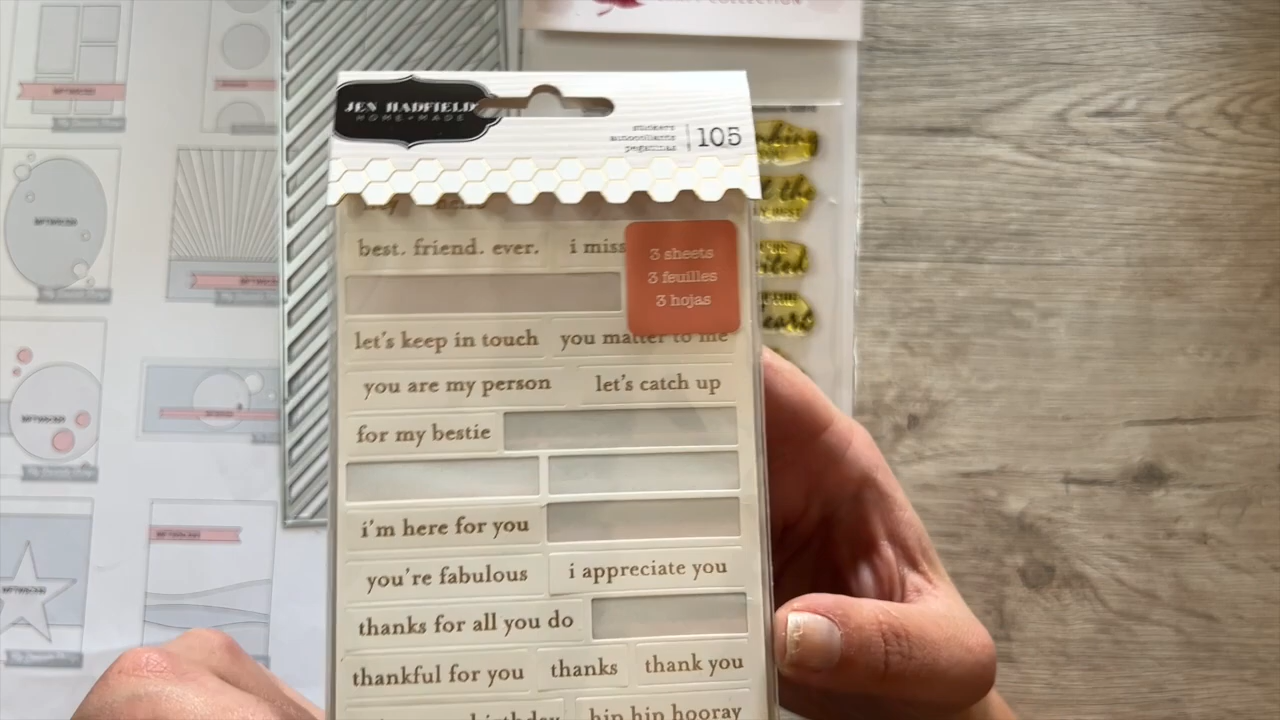 COLLECTION
JEN HADFIELD
HOME + MADE
stickers
autocollants
pegatinas
105
best. friend. ever.
i miss
3 sheets
3 feuilles
3 hojas
let's keep in touch
you matter to me
you are my person
let's catch up
for my bestie
i'm here for you
you're fabulous
i appreciate you
thanks for all you do
thankful for you
thanks
thank you
birthday
hip hip hooray